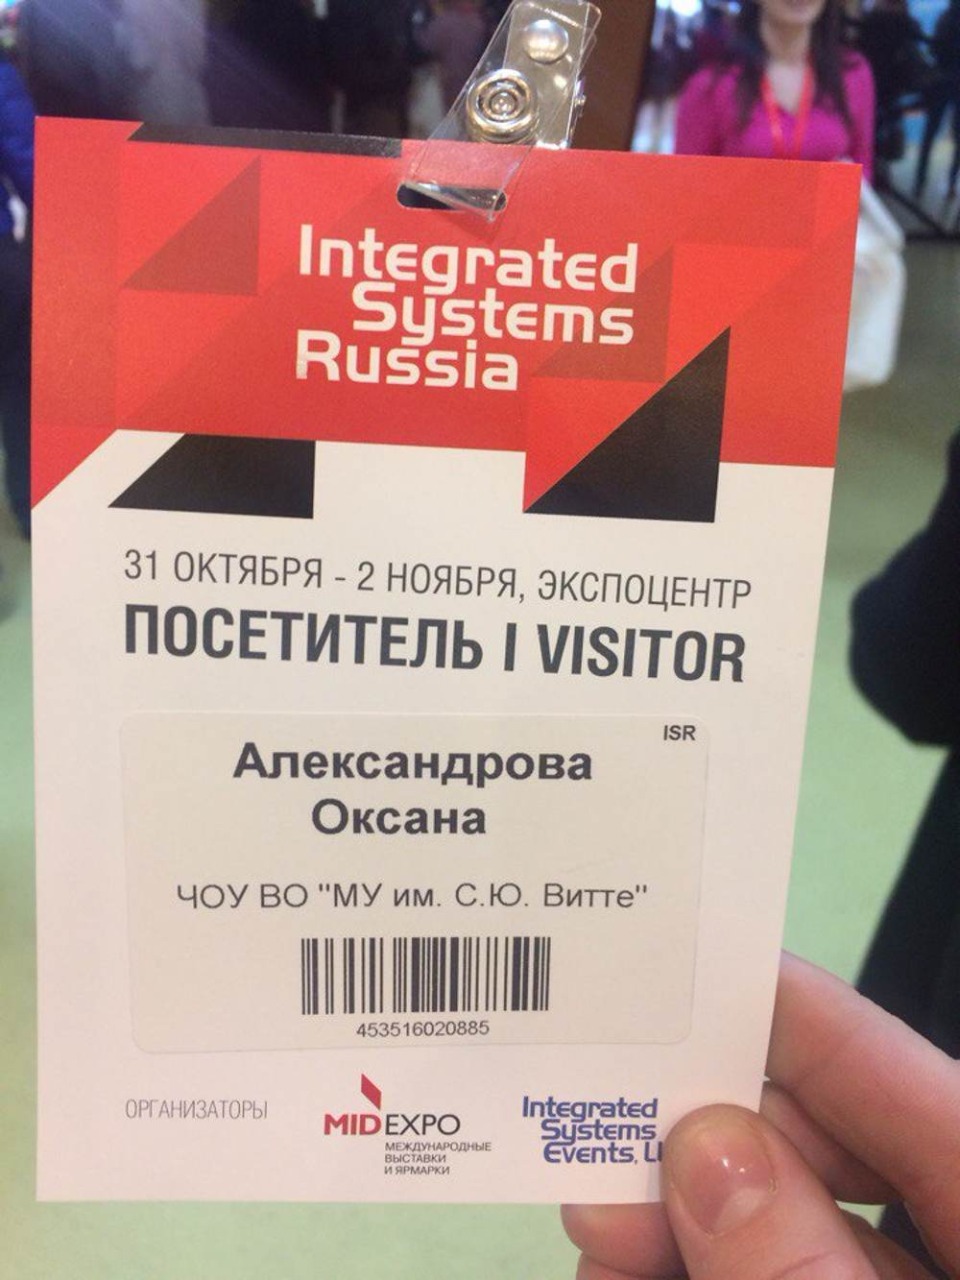 Integrated
Systems
Russia
31 ОКТЯБРЯ - 2 НОЯБРЯ, ЭКСПОЦЕНТР
ПОСЕТИТЕЛЬ I VISITOR
ISR
Александрова
Оксана
ЧОУ ВО "МУ им. С.Ю. Витте"
453516020885
ОРГАНИЗАТОРЫ
MIDEXPO
МЕЖДУНАРОДНЫЕ
ВЫСТАВКИ
И ЯРМАРКИ
Integrated
Systems
Events,